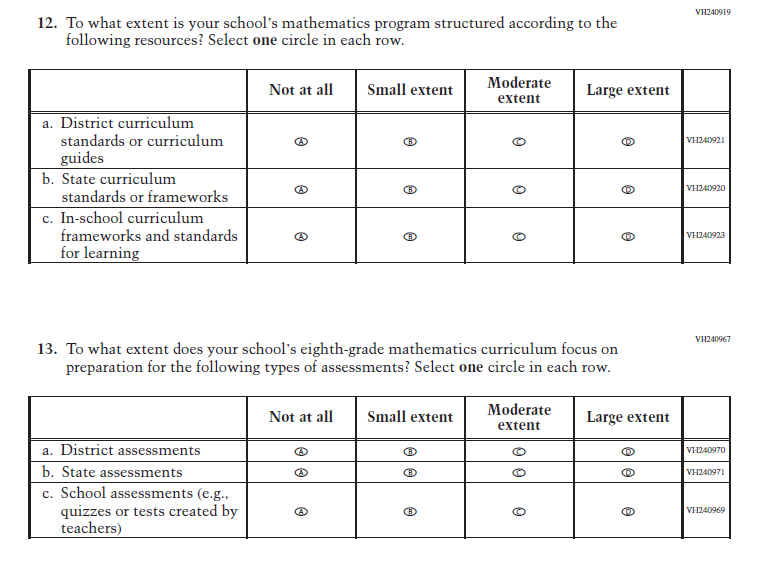 VH240919
12. To what extent is your school's mathematics program structured according to the
following resources? Select one circle in each row.
Not at all Small extent Moderate extent Large extent
a. District curriculum
standards or curriculum
guides
A B C D VH240921
b. State curriculum
standards or frameworks
A B C D VH240920
c. In-school curriculum
frameworks and standards
for learning
A B C D VH240923
VH240967
13. To what extent does your school's eighth-grade mathematics curriculum focus on
preparation for the following types of assessments? Select one circle in each row.
Not at all Small extent Moderate extent Large extent
a. District assessments A B C D VH240970
b. State assessments A B C D VH240971
c. School assessments (e.g.,
quizzes or tests created by
teachers)
A B C D VH240969